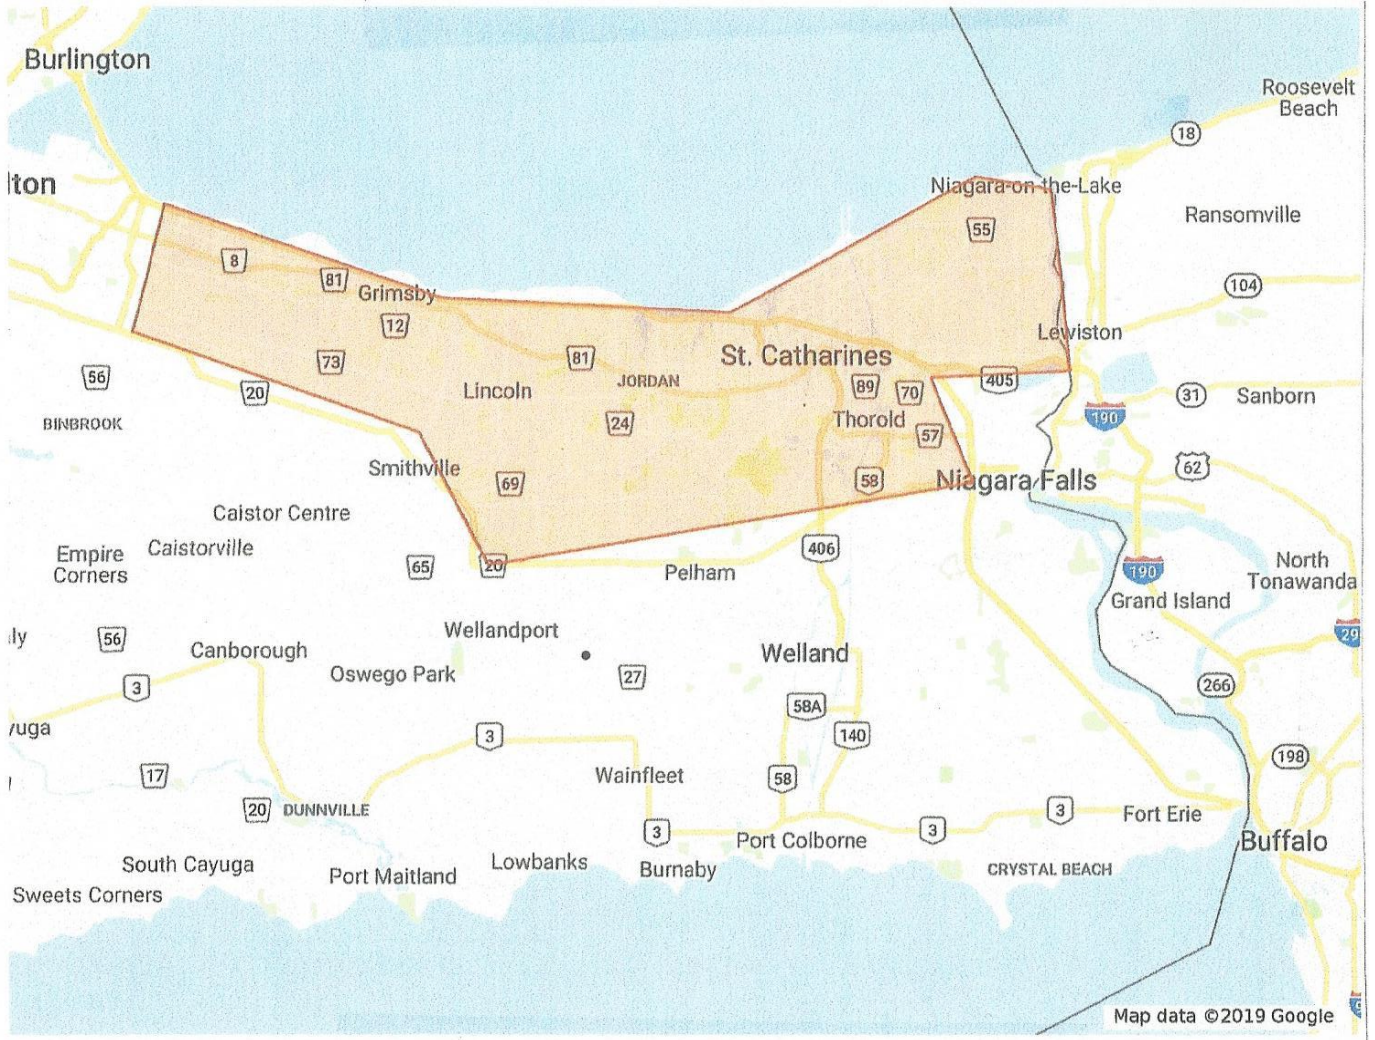 Burlington
Roosevelt
Beach
18
lton
Niagara-on-the-Lake
Ransomville
55
8
81
Grimsby
104
12
Lewiston
73
81
St. Catharines
56
20
Lincoln
JORDAN
89
70
405
31
Sanborn
190
BINBROOK
24
Thorold
57
Smithville
69
58
Niagara Falls
62
Caistor Centre
Empire
Corners
Caistorville
65
20
406
Pelham
190
North
Tonawanda
Grand Island
lly
56
Wellandport
29
Canborough
Welland
3
Oswego Park
27
266
58A
yuga
3
140
198
17
Wainfleet
58
20
DUNNVILLE
3
Fort Erie
3
Port Colborne
3
Buffalo
South Cayuga
Port Maitland
Lowbanks
Burnaby
CRYSTAL BEACH
Sweets Corners
Map data ©2019 Google